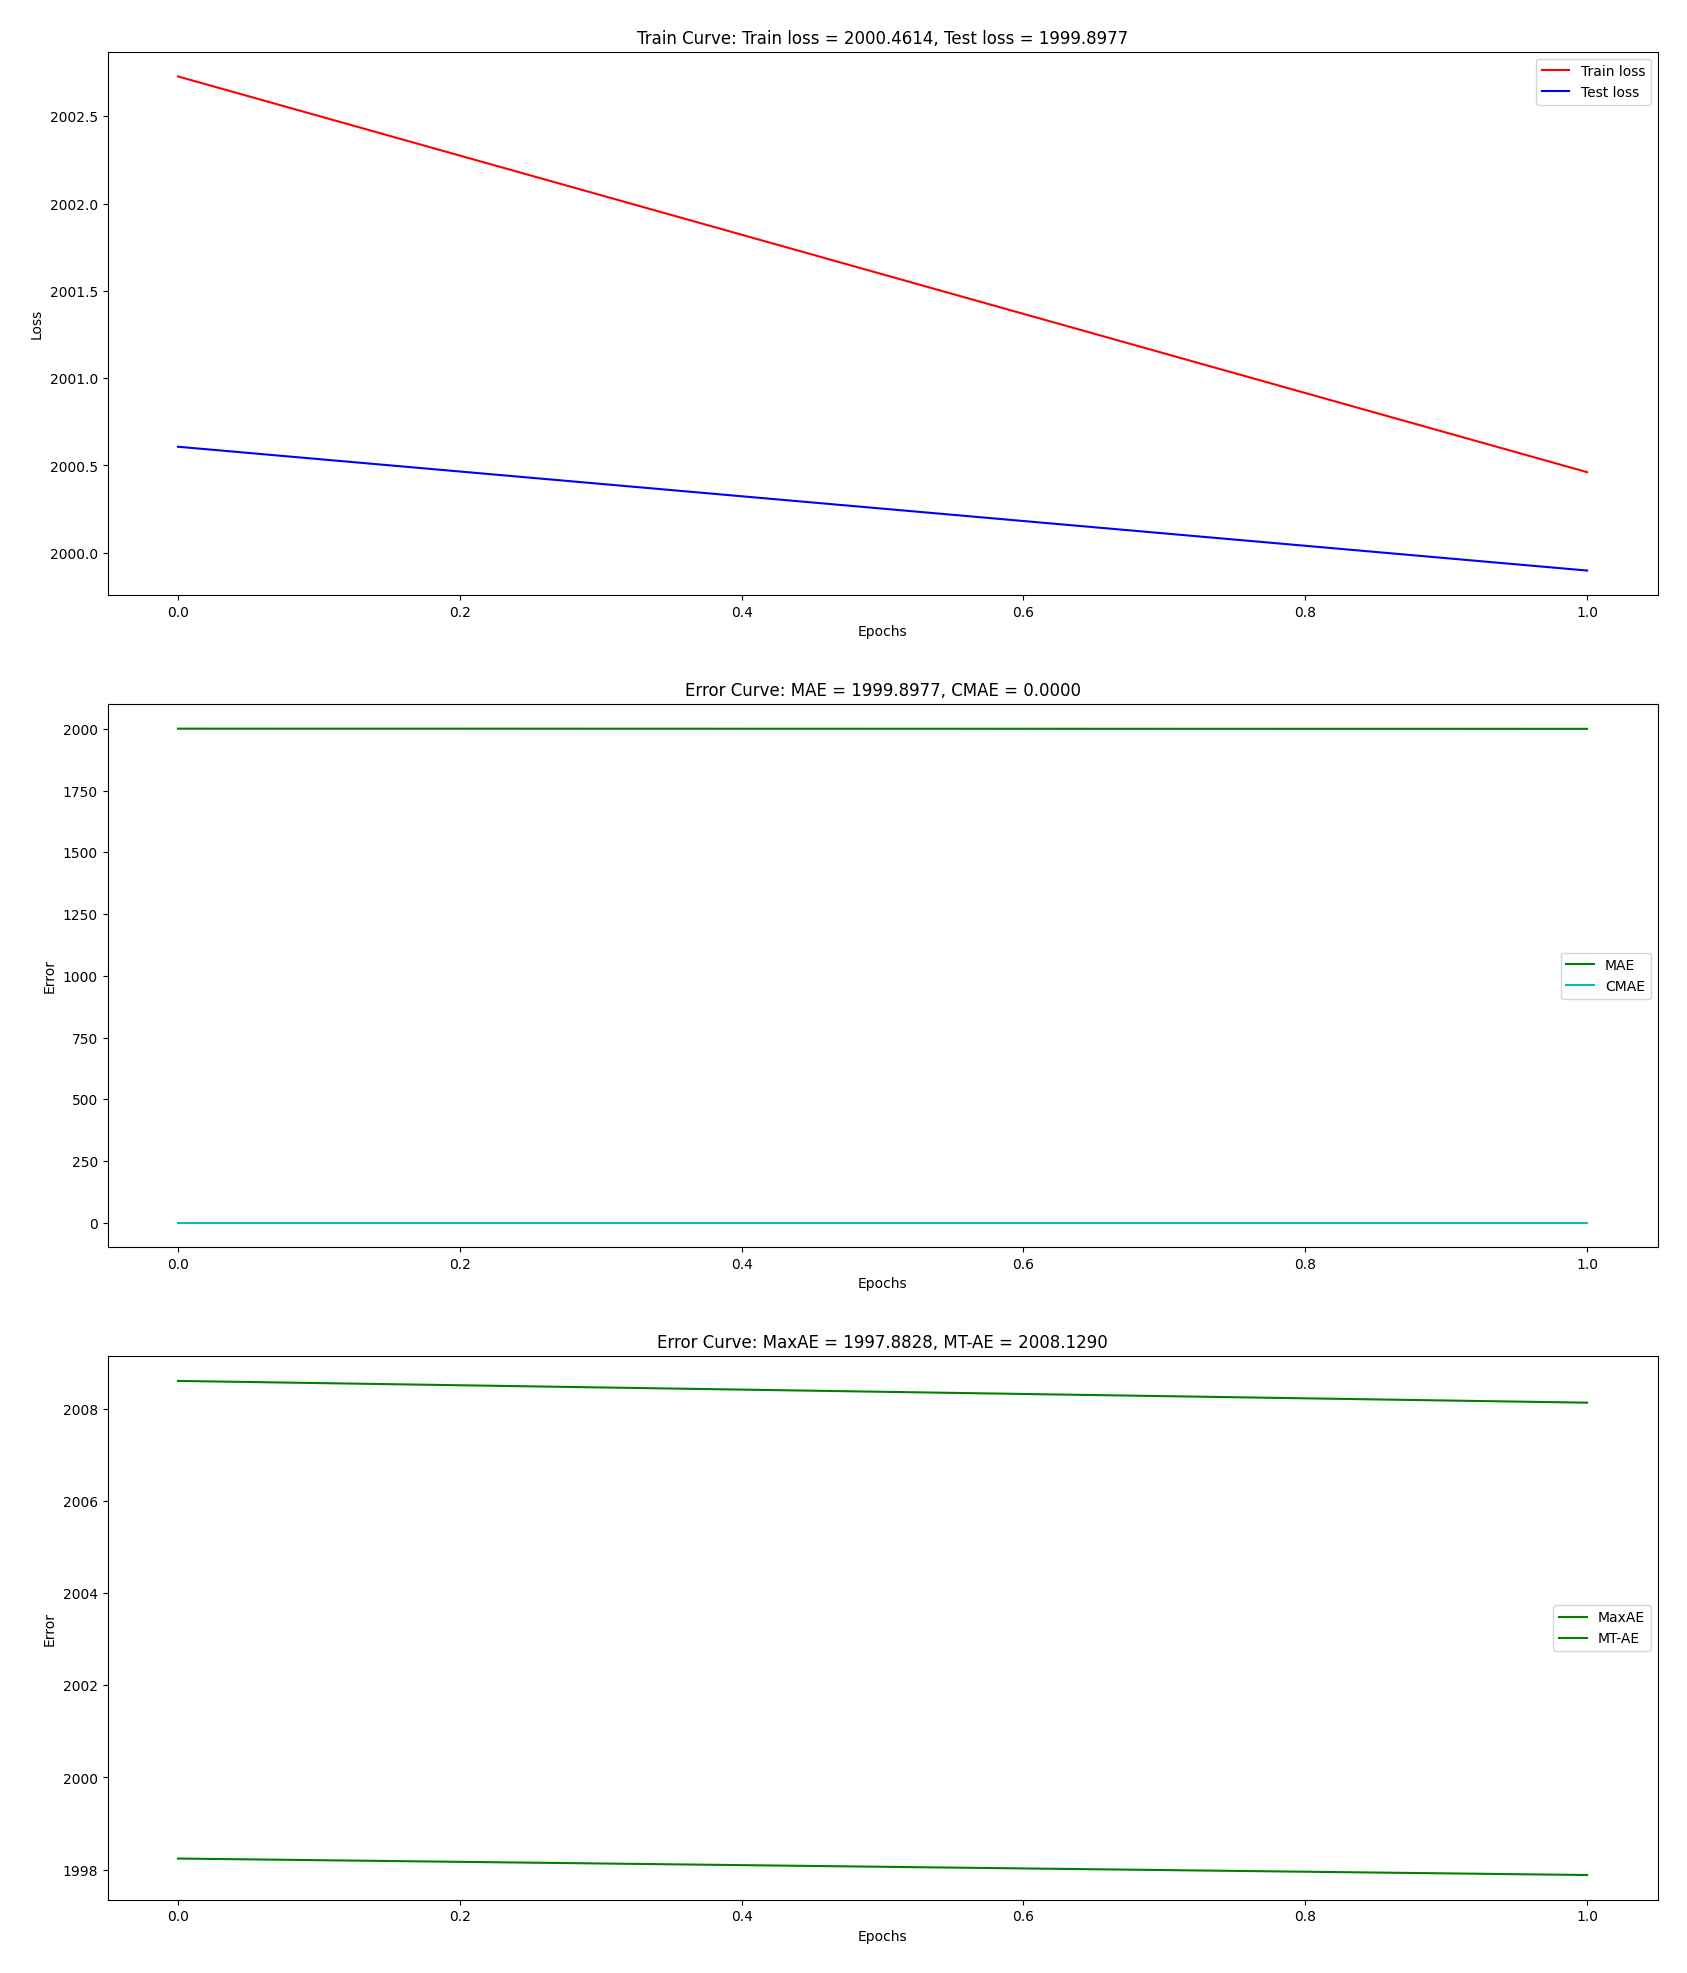 Train Curve: Train loss = 2000.4614, Test loss = 1999.8977
Train loss
Test loss
2002.5
2002.0
2001.5
2001.0
2000.5
2000.0
Loss
0.0 0.2 0.4 0.6 0.8 1.0
Epochs
Error Curve: MAE = 1999.8977, CMAE = 0.0000
2000
1750
1500
1250
1000
750
500
250
0
Error
MAE
CMAE
0.0 0.2 0.4 0.6 0.8 1.0
Epochs
Error Curve: MaxAE = 1997.8828, MT-AE = 2008.1290
2008
2006
2004
2002
2000
1998
Error
MaxAE
MT-AE
0.0 0.2 0.4 0.6 0.8 1.0
Epochs